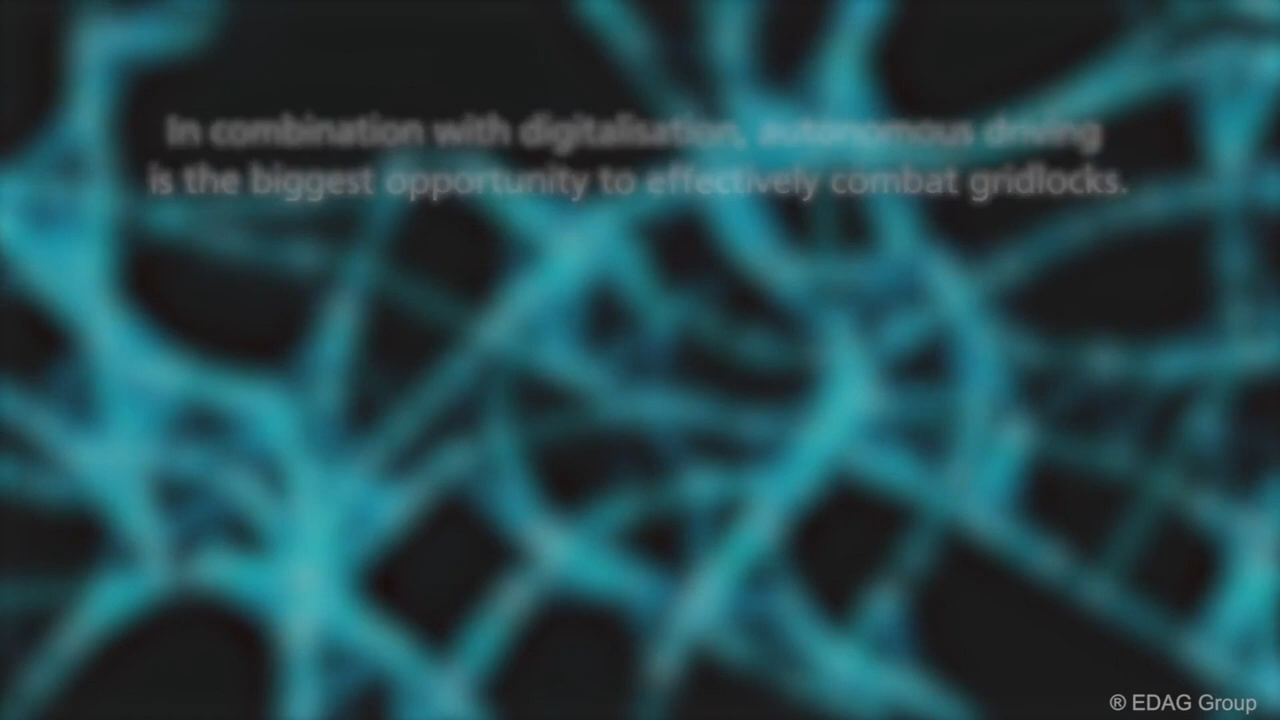 In combination with digitalisation, autonomous driving
is the biggest opportunity to effectively combat gridlocks.
® EDAG Group